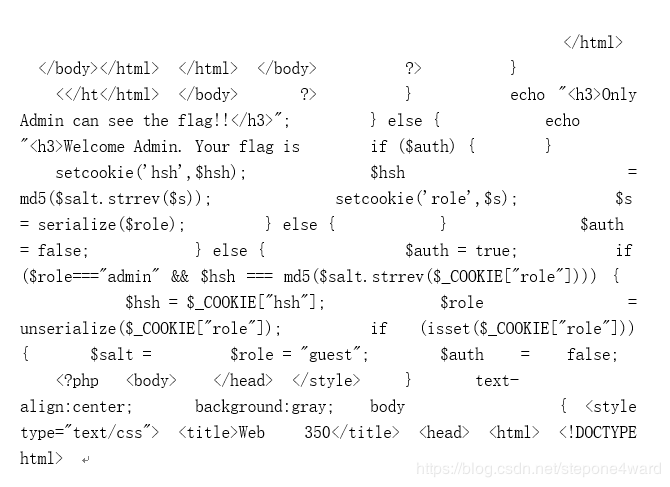 </html>
</body></html> </html> </body> ?> }
<</ht</html> </body> ?> } echo "<h3>Only
Admin can see the flag!!</h3>"; } else { echo
"<h3>Welcome Admin. Your flag is if ($auth) { }
setcookie('hsh',$hsh); $hsh =
md5($salt.strrev($s)); setcookie('role',$s); $s
= serialize($role); } else { } $auth
= false; } else { $auth = true; if
($role==="admin" && $hsh === md5($salt.strrev($_COOKIE["role"]))) {
$hsh = $_COOKIE["hsh"]; $role =
unserialize($_COOKIE["role"]); if (isset($_COOKIE["role"]))
{ $salt = $role = "guest"; $auth = false;
<?php <body> </head> </style> } text-
align:center; background:gray; body { <style
type="text/css"> <title>Web 350</title> <head> <html> <!DOCTYPE
html>
https://blog.csdn.net/stepone4ward